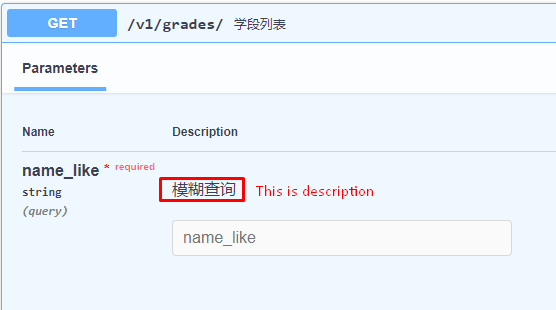 GET /v1/grades/ 学段列表
Parameters
Name Description
name_like * required
string
(query)
模糊查询 This is description
name_like